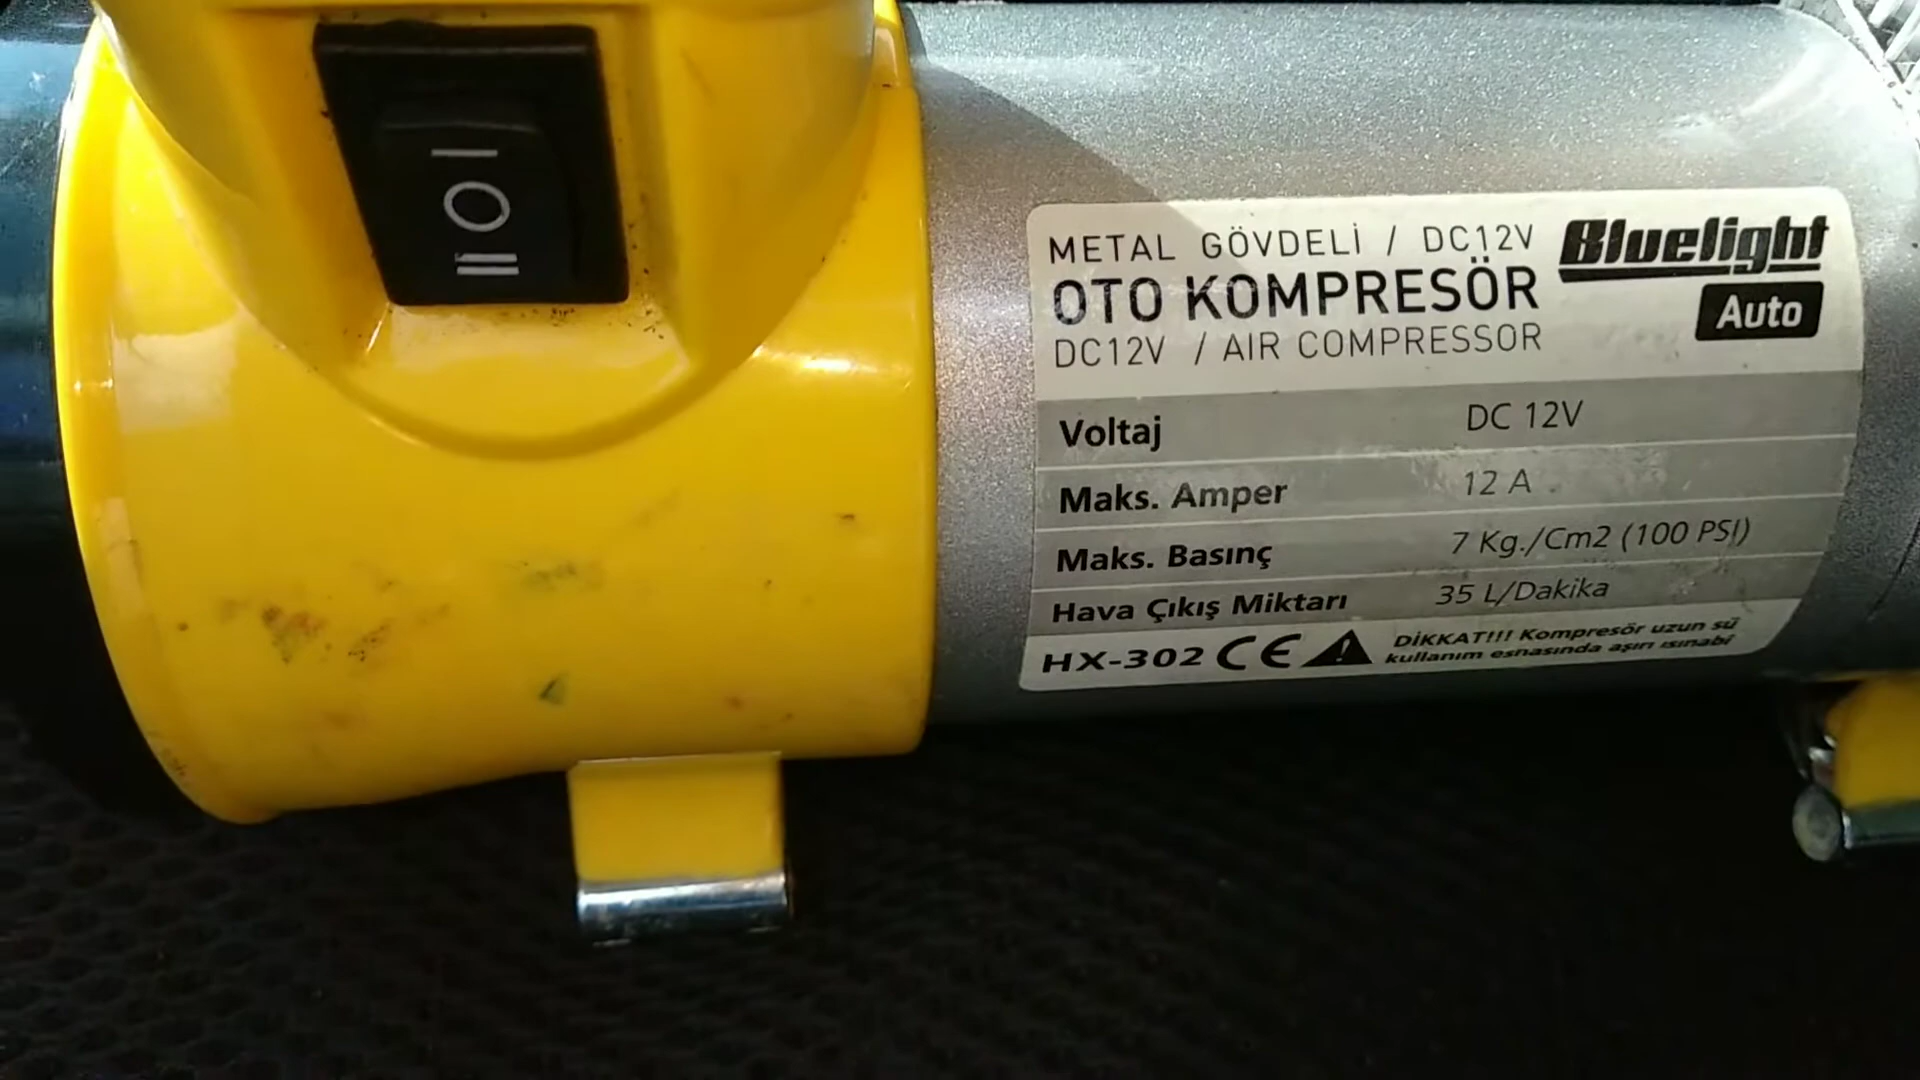 I
O
II
METAL GÖVDELİ / DC12V
OTO KOMPRESÖR
DC12V / AIR COMPRESSOR
Bluelight
Auto
Voltaj DC 12V
Maks. Amper 12 A
Maks. Basınç 7 Kg./Cm2 (100 PSI)
Hava Çıkış Miktarı 35 L/Dakika
HX-302 CE
DİKKAT!!! Kompresör uzun sü
kullanım esnasında aşırı ısınabi